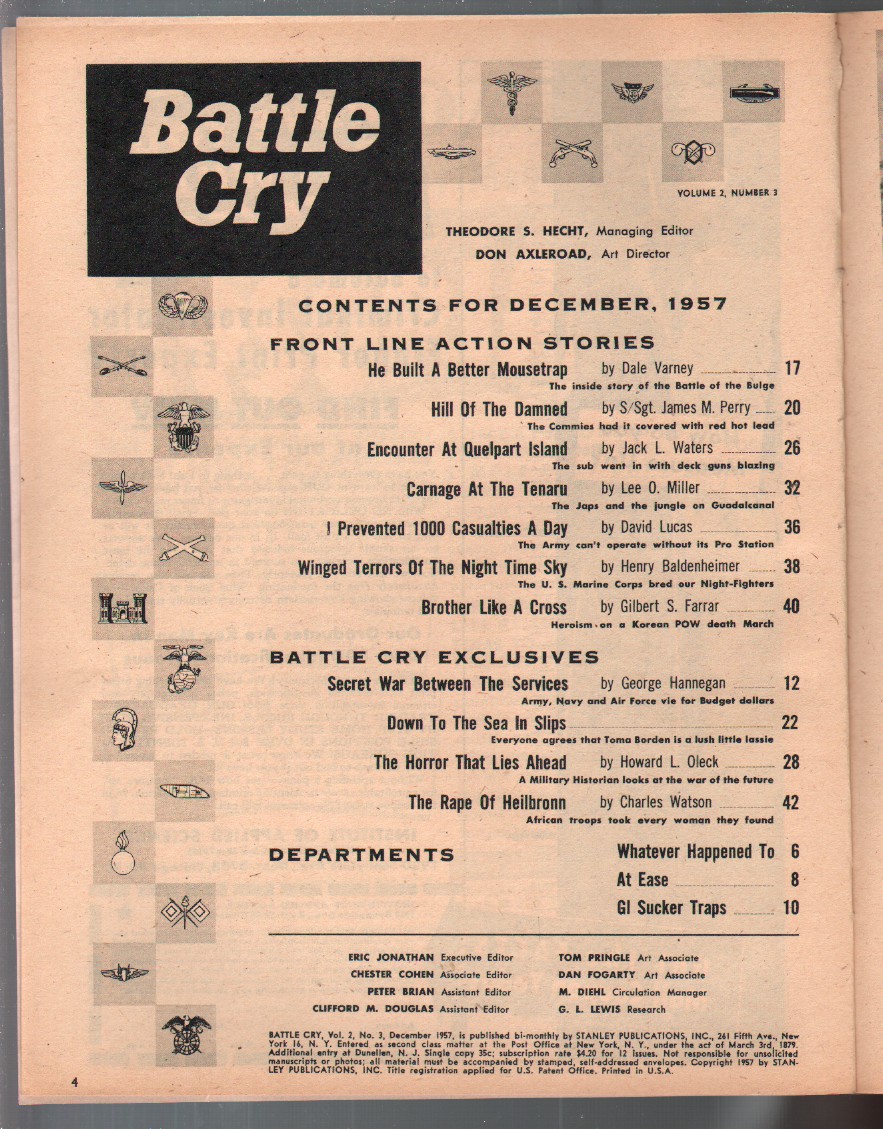 Battle
Cry
VOLUME 2, NUMBER 3
THEODORE S. HECHT, Managing Editor
DON AXLEROAD, Art Director
CONTENTS FOR DECEMBER, 1957
FRONT LINE ACTION STORIES
He Built A Better Mousetrap by Dale Varney 17
The inside story of the Battle of the Bulge
Hill Of The Damned by S/Sgt. James M. Perry 20
The Commies had it covered with red hot lead
Encounter At Quelpart Island by Jack L. Waters 26
The sub went in with deck guns blazing
Carnage At The Tenaru by Lee O. Miller 32
The Japs and the jungle on Guadalcanal
I Prevented 1000 Casualties A Day by David Lucas 36
The Army can't operate without its Pro Station
Winged Terrors Of The Night Time Sky by Henry Baldenheimer 38
The U. S. Marine Corps bred our Night-Fighters
Brother Like A Cross by Gilbert S. Farrar 40
Heroism on a Korean POW death March
BATTLE CRY EXCLUSIVES
Secret War Between The Services by George Hannegan 12
Army, Navy and Air Force vie for Budget dollars
Down To The Sea In Slips 22
Everyone agrees that Toma Borden is a lush little lassie
The Horror That Lies Ahead by Howard L. Oleck 28
A Military Historian looks at the war of the future
The Rape Of Heilbronn by Charles Watson 42
African troops took every woman they found
DEPARTMENTS
Whatever Happened To 6
At Ease 8
GI Sucker Traps 10
ERIC JONATHAN Executive Editor
CHESTER COHEN Associate Editor
PETER BRIAN Assistant Editor
CLIFFORD M. DOUGLAS Assistant Editor
TOM PRINGLE Art Associate
DAN FOGARTY Art Associate
M. DIEHL Circulation Manager
G. L. LEWIS Research
BATTLE CRY, Vol. 2, No. 3, December 1957, is published bi-monthly by STANLEY PUBLICATIONS, INC., 261 Fifth Ave., New
York 16, N. Y. Entered as second class matter at the Post Office at New York, N. Y., under the act of March 3rd, 1879.
Additional entry at Dunellen, N. J. Single copy 35c; subscription rate $4.20 for 12 issues. Not responsible for unsolicited
manuscripts or photos; all material must be accompanied by stamped, self-addressed envelopes. Copyright 1957 by STAN-
LEY PUBLICATIONS, INC. Title registration applied for U.S. Patent Office. Printed in U.S.A.
4